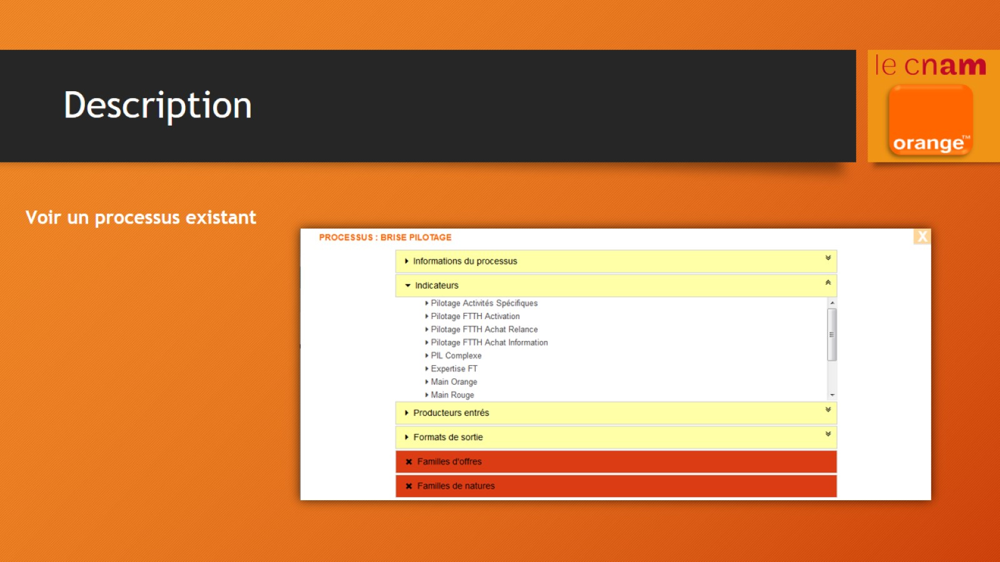 le cnam
Description
orange™
Voir un processus existant
PROCESSUS : BRISE PILOTAGE
X
Informations du processus
Indicateurs
Pilotage Activités Spécifiques
Pilotage FTTH Activation
Pilotage FTTH Achat Relance
Pilotage FTTH Achat Information
PIL Complexe
Expertise FT
Main Orange
Main Rouge
Producteurs entrés
Formats de sortie
Familles d'offres
Familles de natures